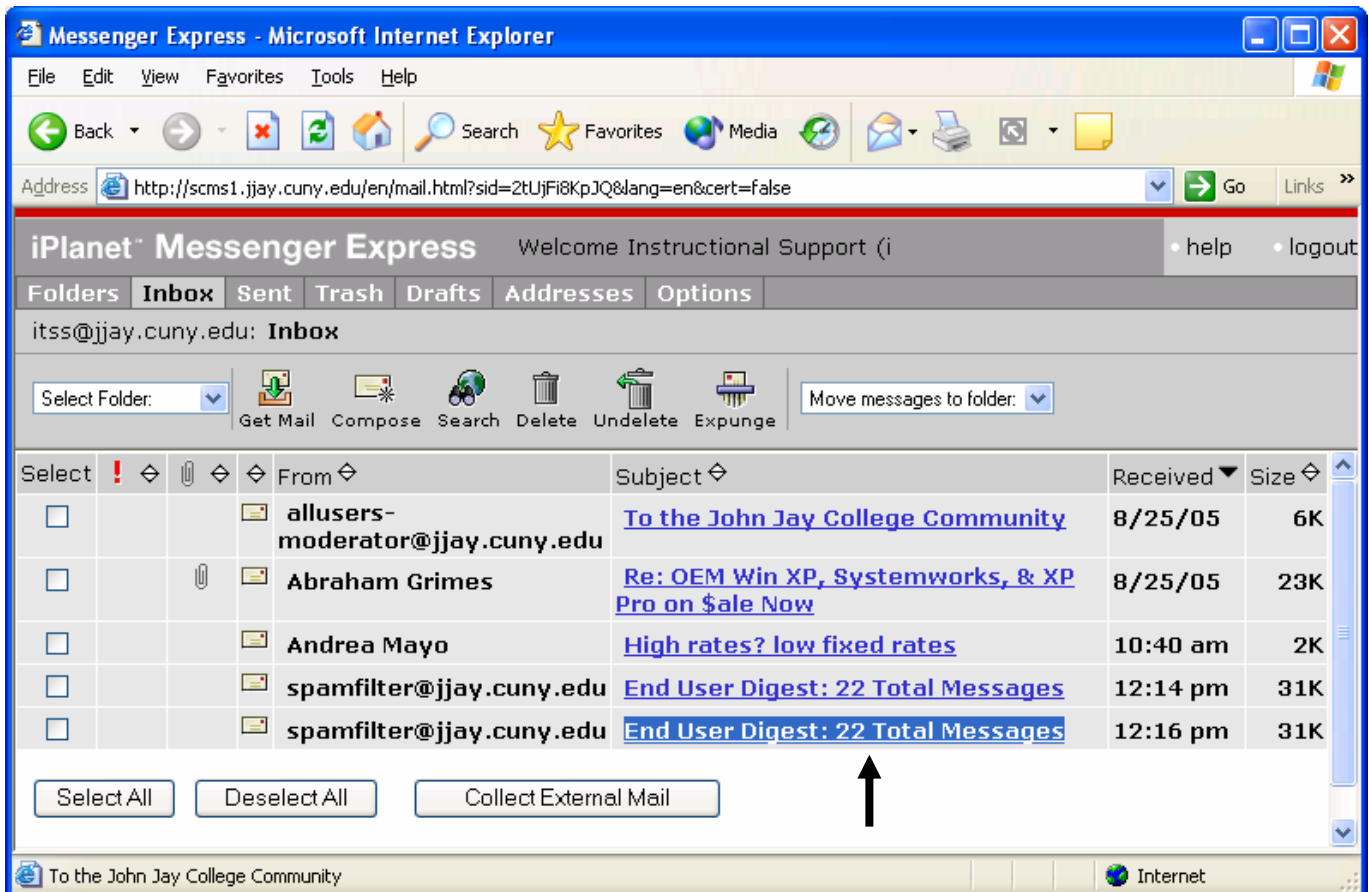 Messenger Express - Microsoft Internet Explorer
File Edit View Favorites Tools Help
Back Search Favorites Media
Address http://scms1.jjay.cuny.edu/en/mail.html?sid=2tUjFi8KpJQ&lang=en&cert=false Go Links »
iPlanet™ Messenger Express Welcome Instructional Support (i help logout
Folders Inbox Sent Trash Drafts Addresses Options
itss@jjay.cuny.edu: Inbox
Select Folder: Get Mail Compose Search Delete Undelete Expunge Move messages to folder:
Select ! From Subject Received Size
allusers-
moderator@jjay.cuny.edu To the John Jay College Community 8/25/05 6K
Abraham Grimes Re: OEM Win XP, Systemworks, & XP
Pro on $ale Now 8/25/05 23K
Andrea Mayo High rates? low fixed rates 10:40 am 2K
spamfilter@jjay.cuny.edu End User Digest: 22 Total Messages 12:14 pm 31K
spamfilter@jjay.cuny.edu End User Digest: 22 Total Messages 12:16 pm 31K
Select All Deselect All Collect External Mail
To the John Jay College Community Internet